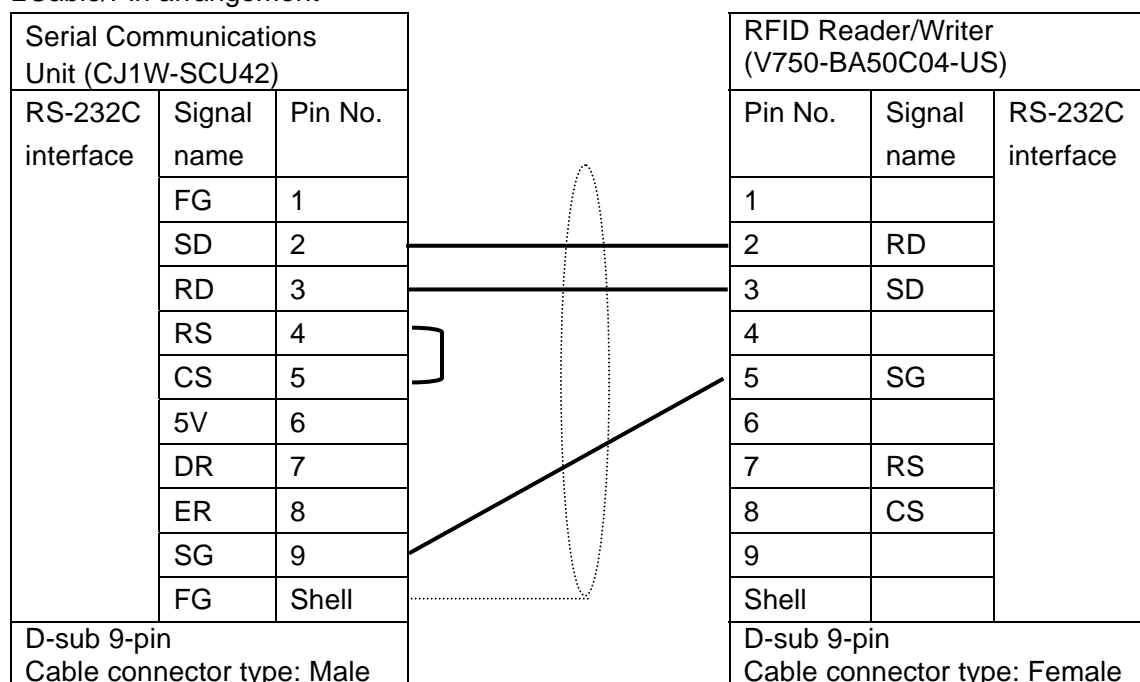 Cable/Pin arrangement
Serial Communications
Unit (CJ1W-SCU42)
RS-232C interface Signal name Pin No.
FG 1
SD 2
RD 3
RS 4
CS 5
5V 6
DR 7
ER 8
SG 9
FG Shell
D-sub 9-pin
Cable connector type: Male
RFID Reader/Writer
(V750-BA50C04-US)
Pin No. Signal name RS-232C interface
1
2 RD
3 SD
4
5 SG
6
7 RS
8 CS
9
Shell
D-sub 9-pin
Cable connector type: Female